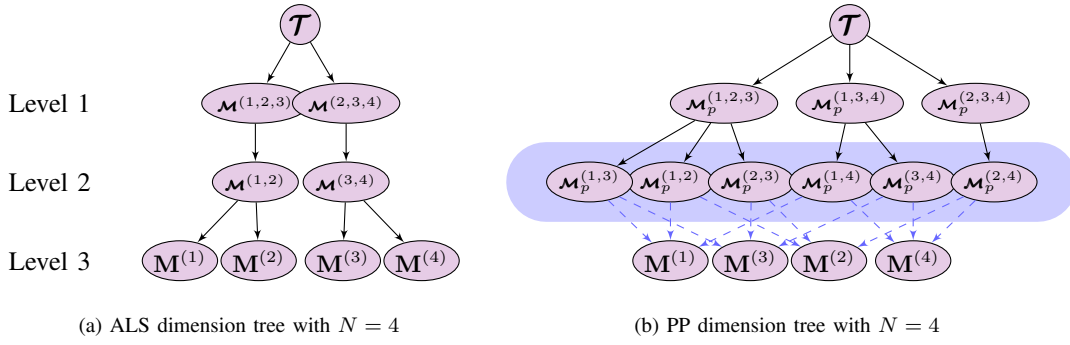 𝓣 𝓣
Level 1 𝓜^(1,2,3) 𝓜^(2,3,4) 𝓜_p^(1,2,3) 𝓜_p^(1,3,4) 𝓜_p^(2,3,4)
Level 2 𝓜^(1,2) 𝓜^(3,4) 𝓜_p^(1,3) 𝓜_p^(1,2) 𝓜_p^(2,3) 𝓜_p^(1,4) 𝓜_p^(3,4) 𝓜_p^(2,4)
Level 3 M^(1) M^(2) M^(3) M^(4) M^(1) M^(3) M^(2) M^(4)
(a) ALS dimension tree with N = 4 (b) PP dimension tree with N = 4